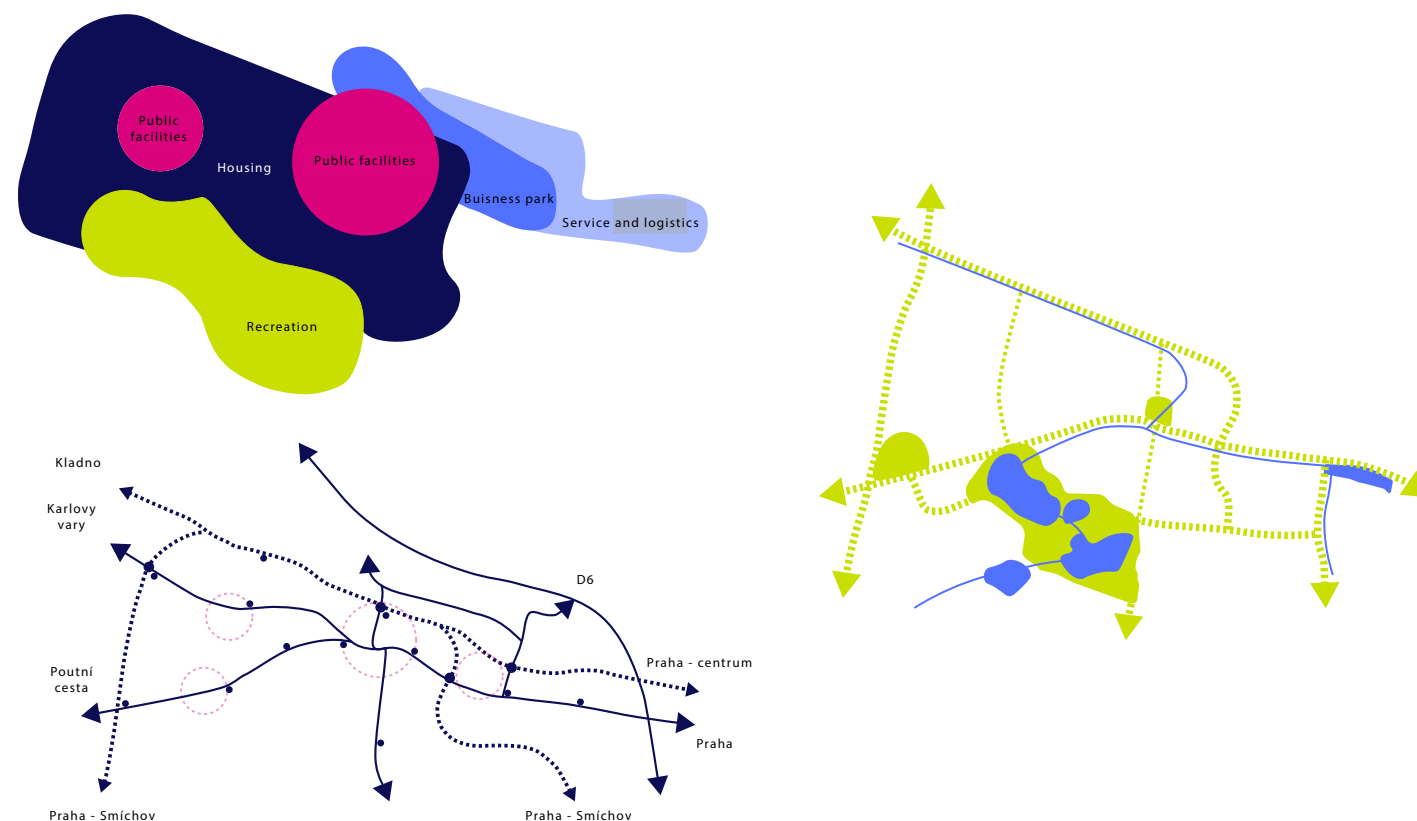 Public
facilities
Public facilities
Housing
Buisness park
Service and logistics
Recreation
Kladno
Karlovy
vary
D6
Poutní
cesta
Praha - centrum
Praha
Praha - Smíchov
Praha - Smíchov